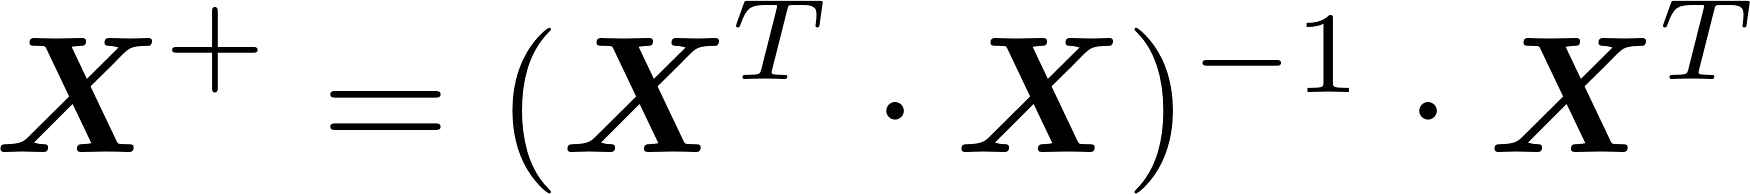 X⁺ = (Xᵀ · X)⁻¹ · Xᵀ